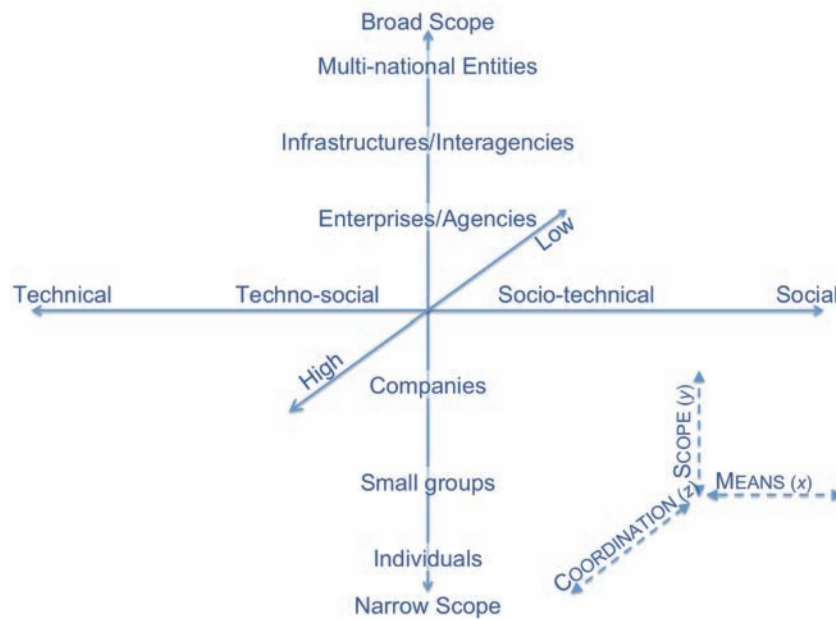 Broad Scope
Multi-national Entities
Infrastructures/Interagencies
Enterprises/Agencies
Low
Technical
Techno-social
Socio-technical
Social
High
Companies
SCOPE (y)
MEANS (x)
Small groups
COORDINATION (z)
Individuals
Narrow Scope